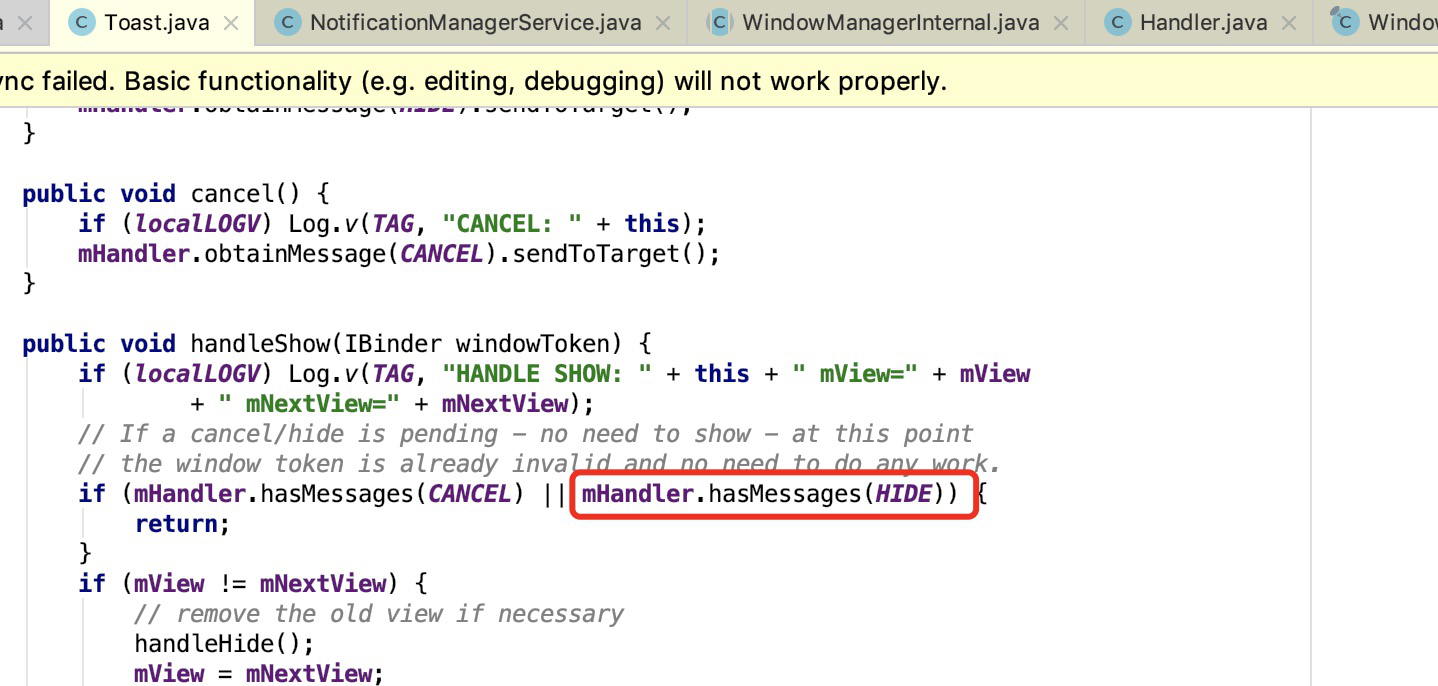 Toast.java NotificationManagerService.java WindowManagerInternal.java Handler.java
failed. Basic functionality (e.g. editing, debugging) will not work properly.
mHandler.obtainMessage(HIDE).sendToTarget();
}
public void cancel() {
if (localLOGV) Log.v(TAG, "CANCEL: " + this);
mHandler.obtainMessage(CANCEL).sendToTarget();
}
public void handleShow(IBinder windowToken) {
if (localLOGV) Log.v(TAG, "HANDLE SHOW: " + this + " mView=" + mView
+ " mNextView=" + mNextView);
// If a cancel/hide is pending – no need to show – at this point
// the window token is already invalid and no need to do any work.
if (mHandler.hasMessages(CANCEL) || mHandler.hasMessages(HIDE)) {
return;
}
if (mView != mNextView) {
// remove the old view if necessary
handleHide();
mView = mNextView;